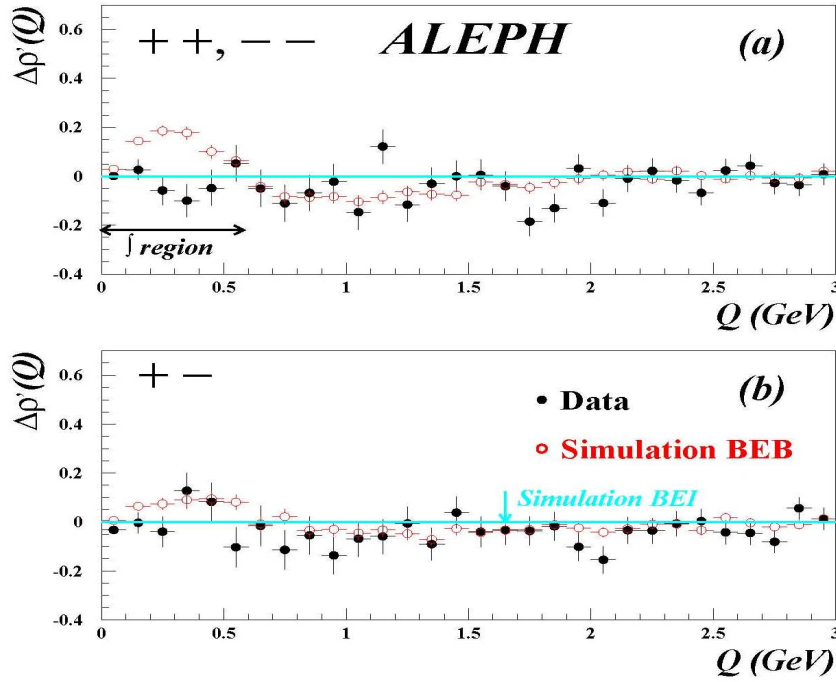 Δρ'(Q)
0.6
0.4
0.2
0
-0.2
-0.4
+ +, − −
ALEPH
(a)
∫ region
0 0.5 1 1.5 2 2.5 3
Q (GeV)
Δρ'(Q)
0.6
0.4
0.2
0
-0.2
-0.4
+ −
(b)
Data
Simulation BEB
Simulation BEI
0 0.5 1 1.5 2 2.5 3
Q (GeV)